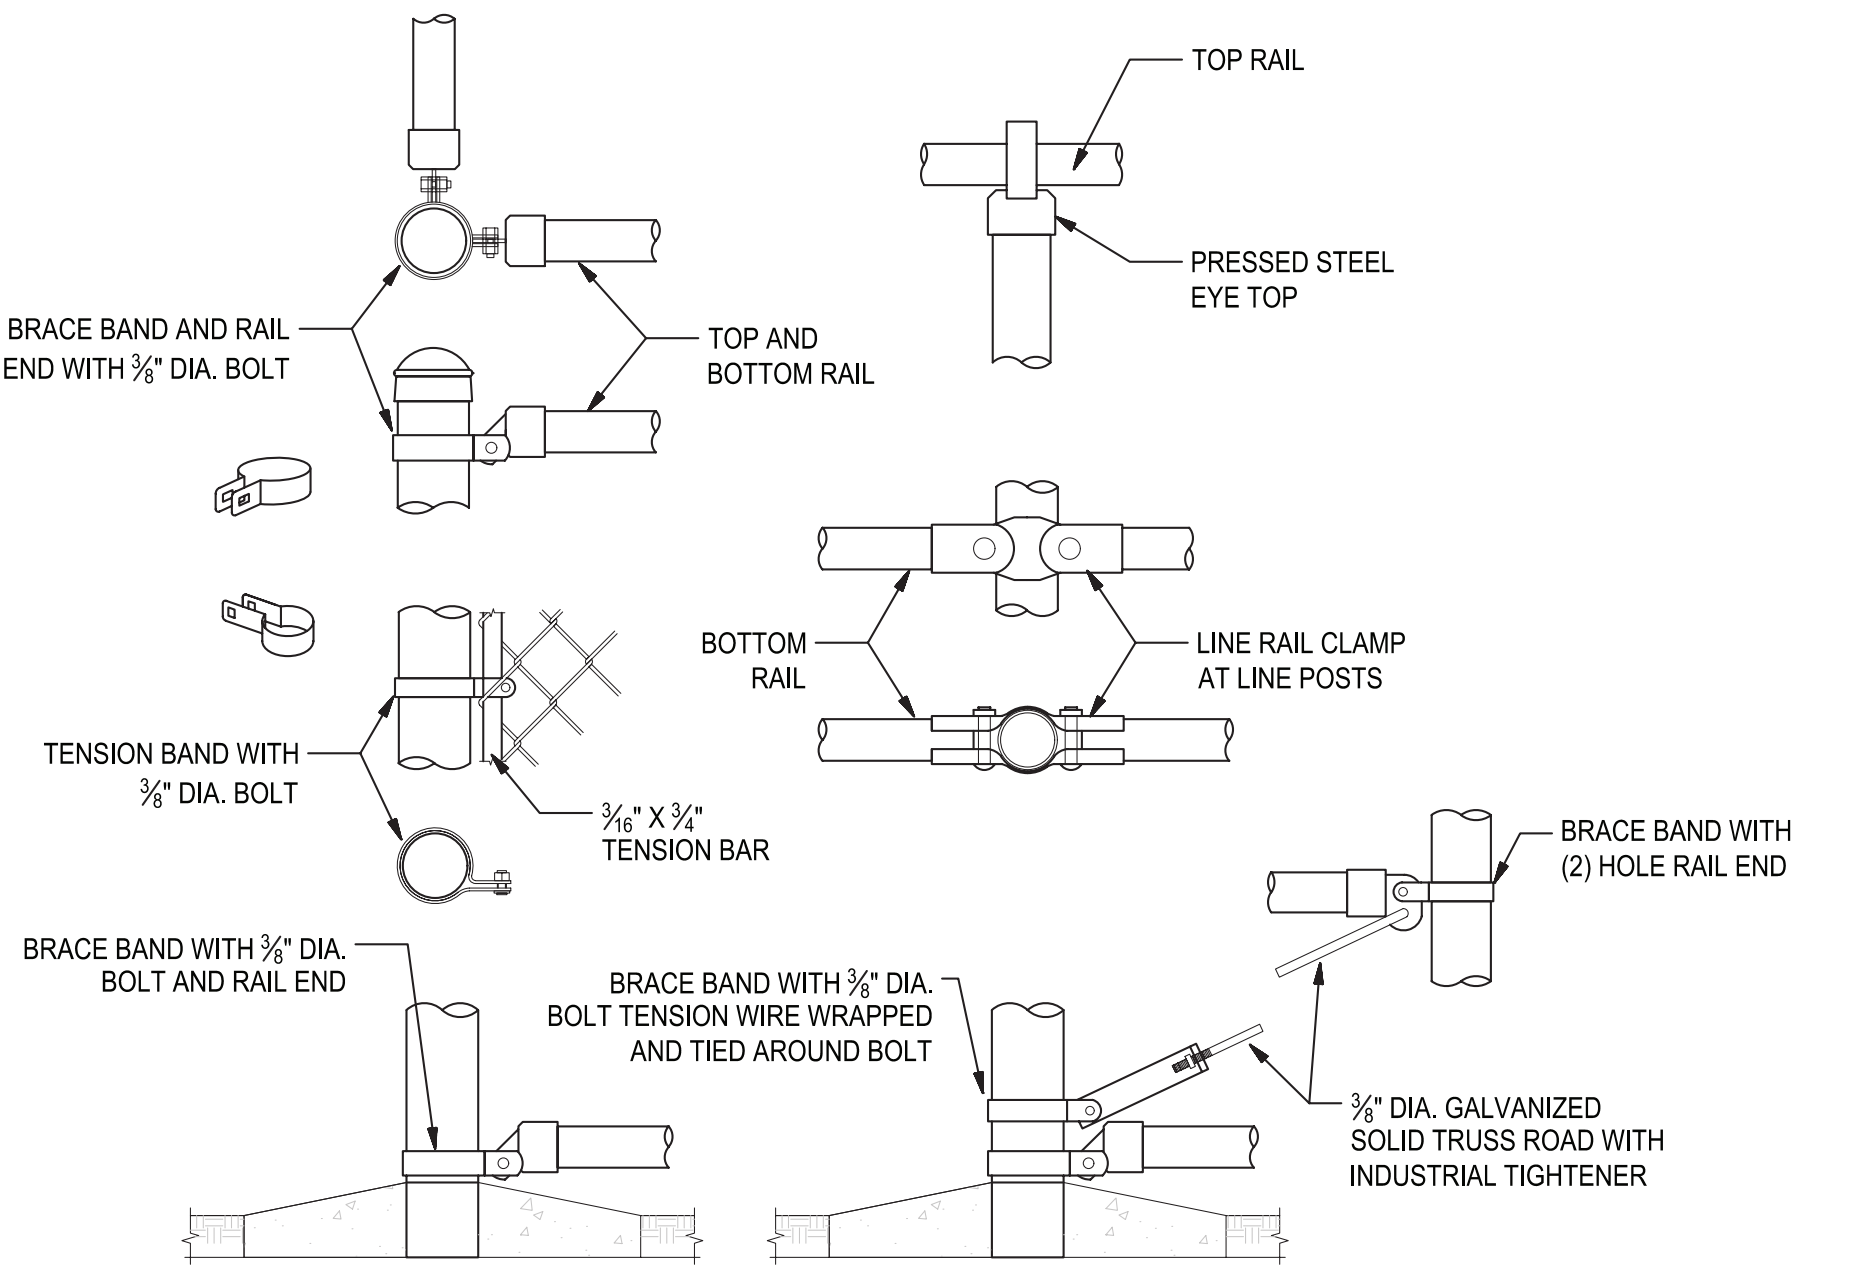 TOP RAIL
PRESSED STEEL
EYE TOP
BRACE BAND AND RAIL
END WITH 3/8" DIA. BOLT
TOP AND
BOTTOM RAIL
BOTTOM
RAIL
LINE RAIL CLAMP
AT LINE POSTS
TENSION BAND WITH
3/8" DIA. BOLT
3/16" X 3/4"
TENSION BAR
BRACE BAND WITH
(2) HOLE RAIL END
BRACE BAND WITH 3/8" DIA.
BOLT AND RAIL END
BRACE BAND WITH 3/8" DIA.
BOLT TENSION WIRE WRAPPED
AND TIED AROUND BOLT
3/8" DIA. GALVANIZED
SOLID TRUSS ROAD WITH
INDUSTRIAL TIGHTENER